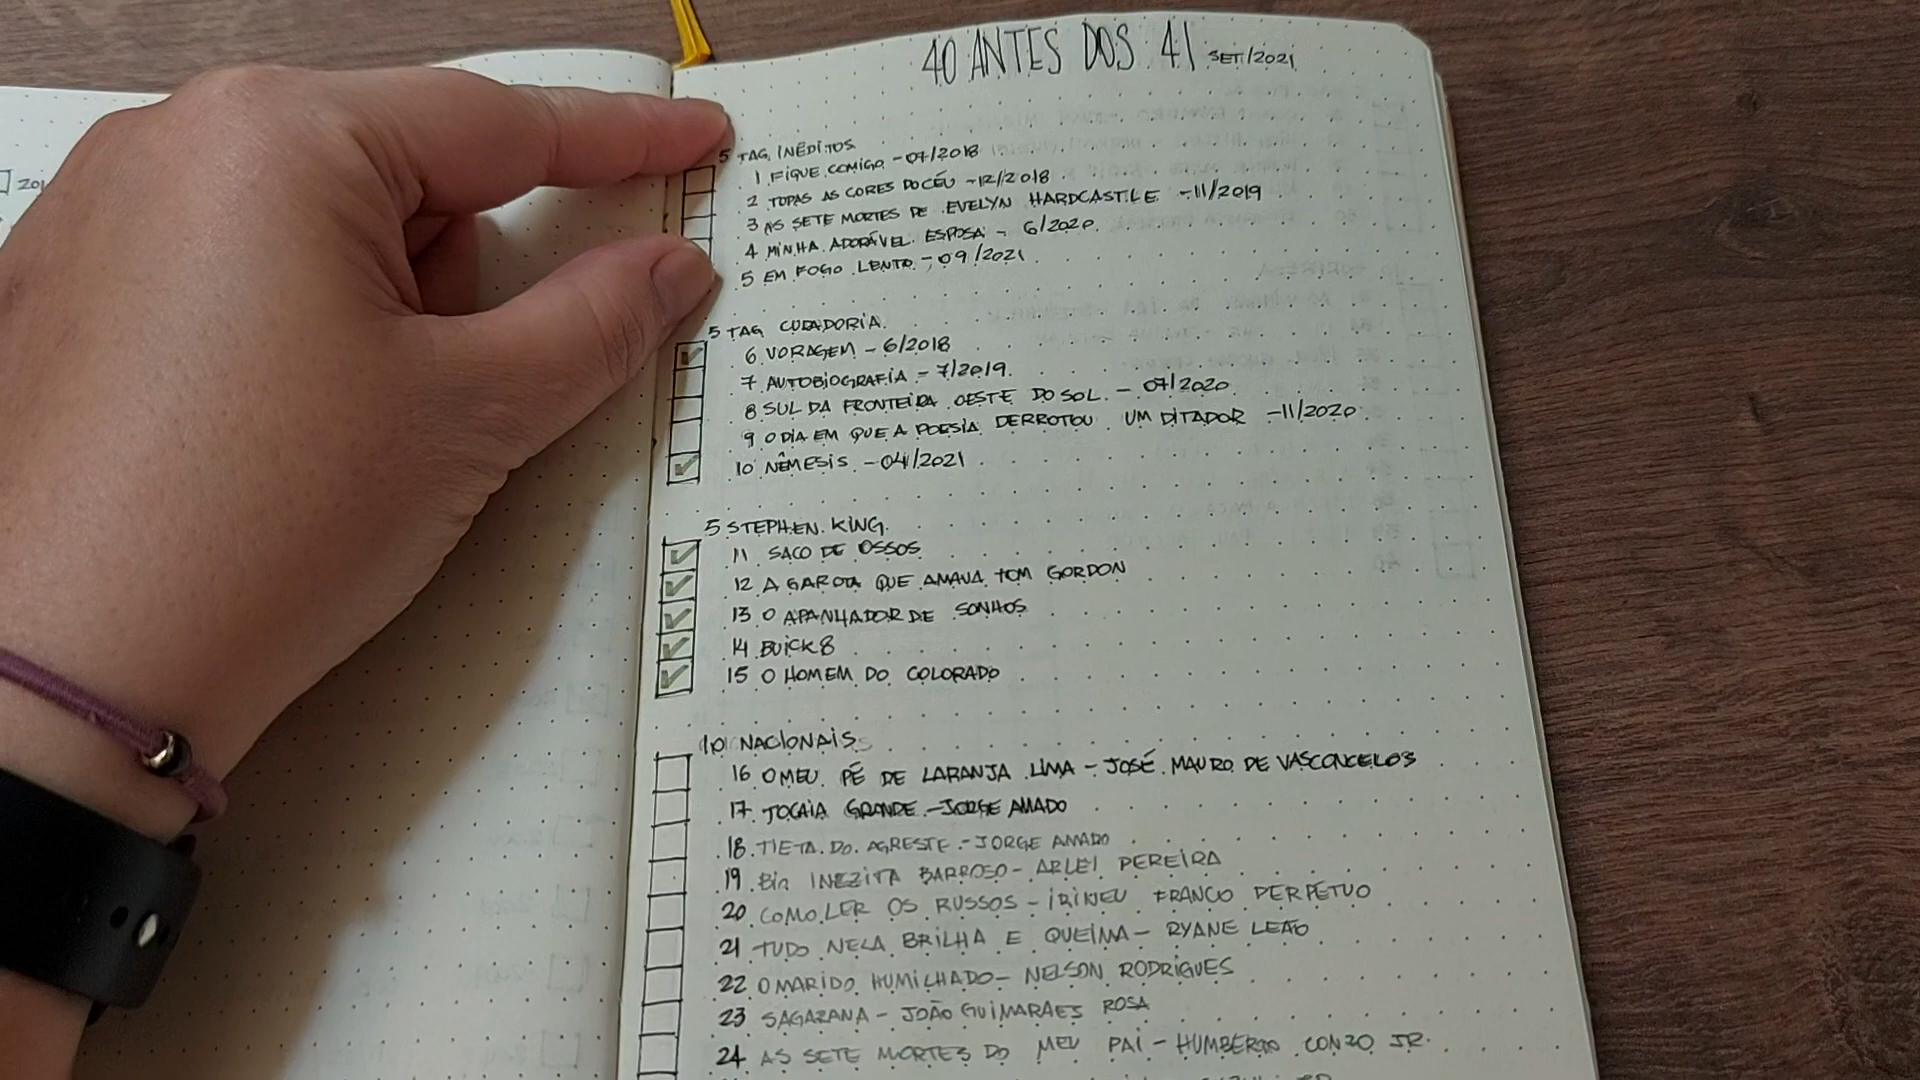 40 ANTES DOS 41 SET/2021
5 TAG INÉDITOS
1 FIQUE COMIGO - 07/2018
2 TODAS AS CORES DO CÉU - 12/2018
3 AS SETE MORTES DE EVELYN HARDCASTLE - 11/2019
4 MINHA ADORÁVEL ESPOSA - 6/2020
5 EM FOGO LENTO - 09/2021
5 TAG CURADORIA
6 VORAGEM - 6/2018
7 AUTOBIOGRAFIA - 7/2019
8 SUL DA FRONTEIRA OESTE DO SOL - 07/2020
9 O DIA EM QUE A POESIA DERROTOU UM DITADOR - 11/2020
10 NÊMESIS - 04/2021
5 STEPHEN KING
11 SACO DE OSSOS
12 A GAROTA QUE AMAVA TOM GORDON
13 O APANHADOR DE SONHOS
14 BUICK 8
15 O HOMEM DO COLORADO
10 NACIONAIS
16 O MEU PÉ DE LARANJA LIMA - JOSÉ MAURO DE VASCONCELOS
17 TOCAIA GRANDE - JORGE AMADO
18 TIETA DO AGRESTE - JORGE AMADO
19 BIO INEZITA BARROSO - ARLEI PEREIRA
20 COMO LER OS RUSSOS - IRINEU FRANCO PERPÉTUO
21 TUDO NELA BRILHA E QUEIMA - RYANE LEÃO
22 O MARIDO HUMILHADO - NELSON RODRIGUES
23 SAGARANA - JOÃO GUIMARÃES ROSA
24 AS SETE MORTES DO MEU PAI - HUMBERTO CONZO JR.